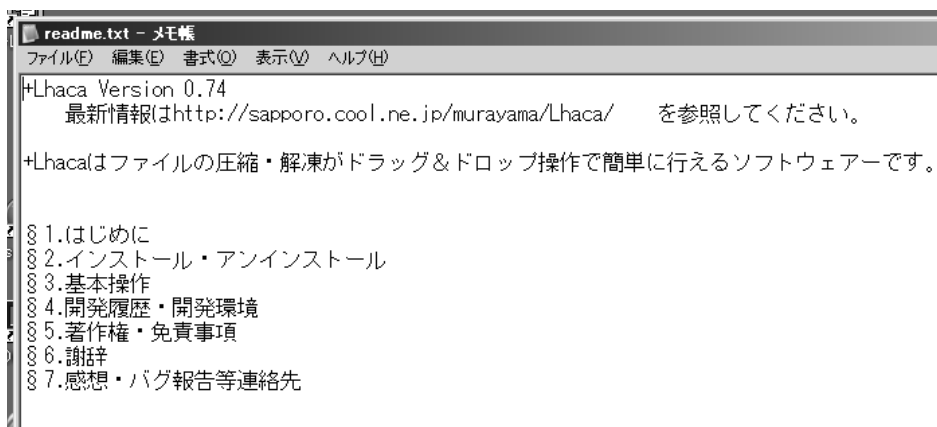 readme.txt - メモ帳
ファイル(F) 編集(E) 書式(O) 表示(V) ヘルプ(H)
+Lhaca Version 0.74
最新情報はhttp://sapporo.cool.ne.jp/murayama/Lhaca/ を参照してください。
+Lhacaはファイルの圧縮・解凍がドラッグ＆ドロップ操作で簡単に行えるソフトウェアーです。
§1.はじめに
§2.インストール・アンインストール
§3.基本操作
§4.開発履歴・開発環境
§5.著作権・免責事項
§6.謝辞
§7.感想・バグ報告等連絡先